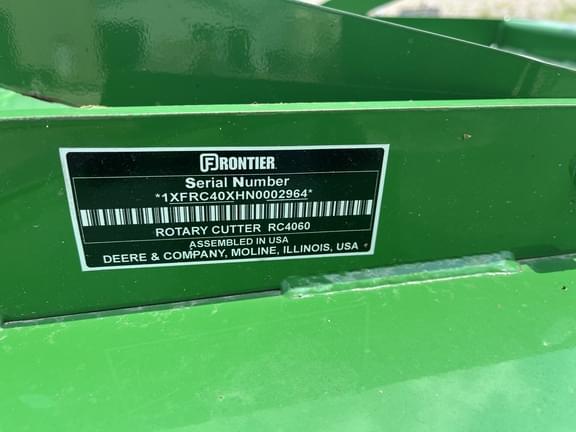 FRONTIER
Serial Number
*1XFRC40XHN0002964*
ROTARY CUTTER RC4060
ASSEMBLED IN USA
DEERE & COMPANY, MOLINE, ILLINOIS, USA